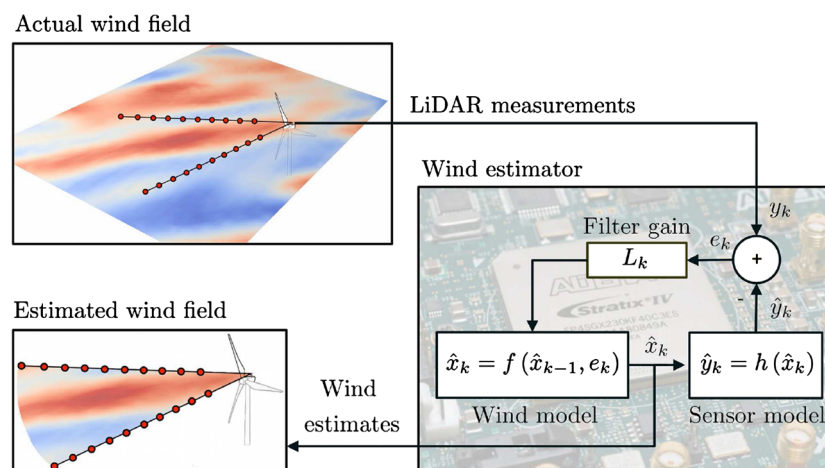 Actual wind field
LiDAR measurements
Wind estimator
y_k
Filter gain
e_k
L_k
+
-
ŷ_k
Stratix IV
Estimated wind field
x̂_k = f (x̂_{k−1}, e_k)
x̂_k
ŷ_k = h (x̂_k)
Wind model
Sensor model
Wind
estimates